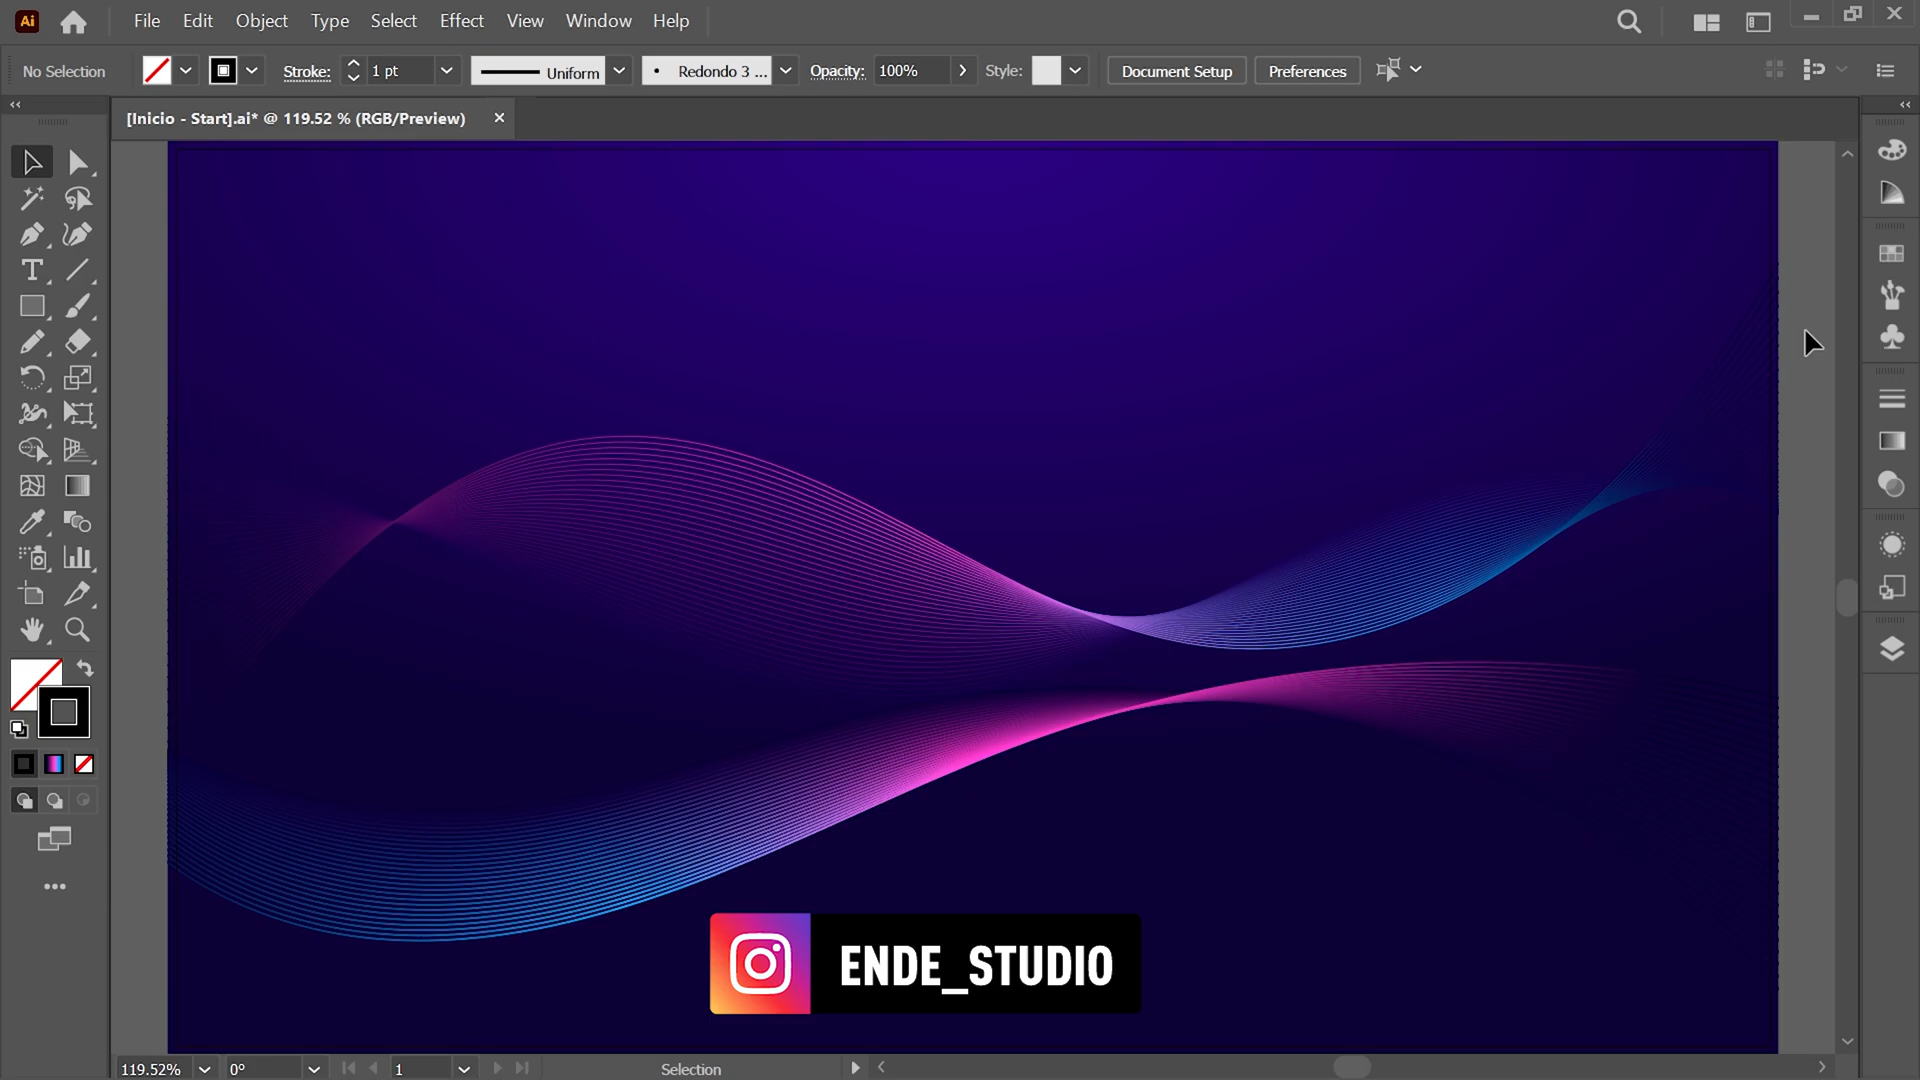 Ai File Edit Object Type Select Effect View Window Help
No Selection Stroke: 1 pt Uniform Redondo 3 ... Opacity: 100% Style: Document Setup Preferences
[Inicio - Start].ai* @ 119.52 % (RGB/Preview)
ENDE_STUDIO
119.52% 0° 1 Selection